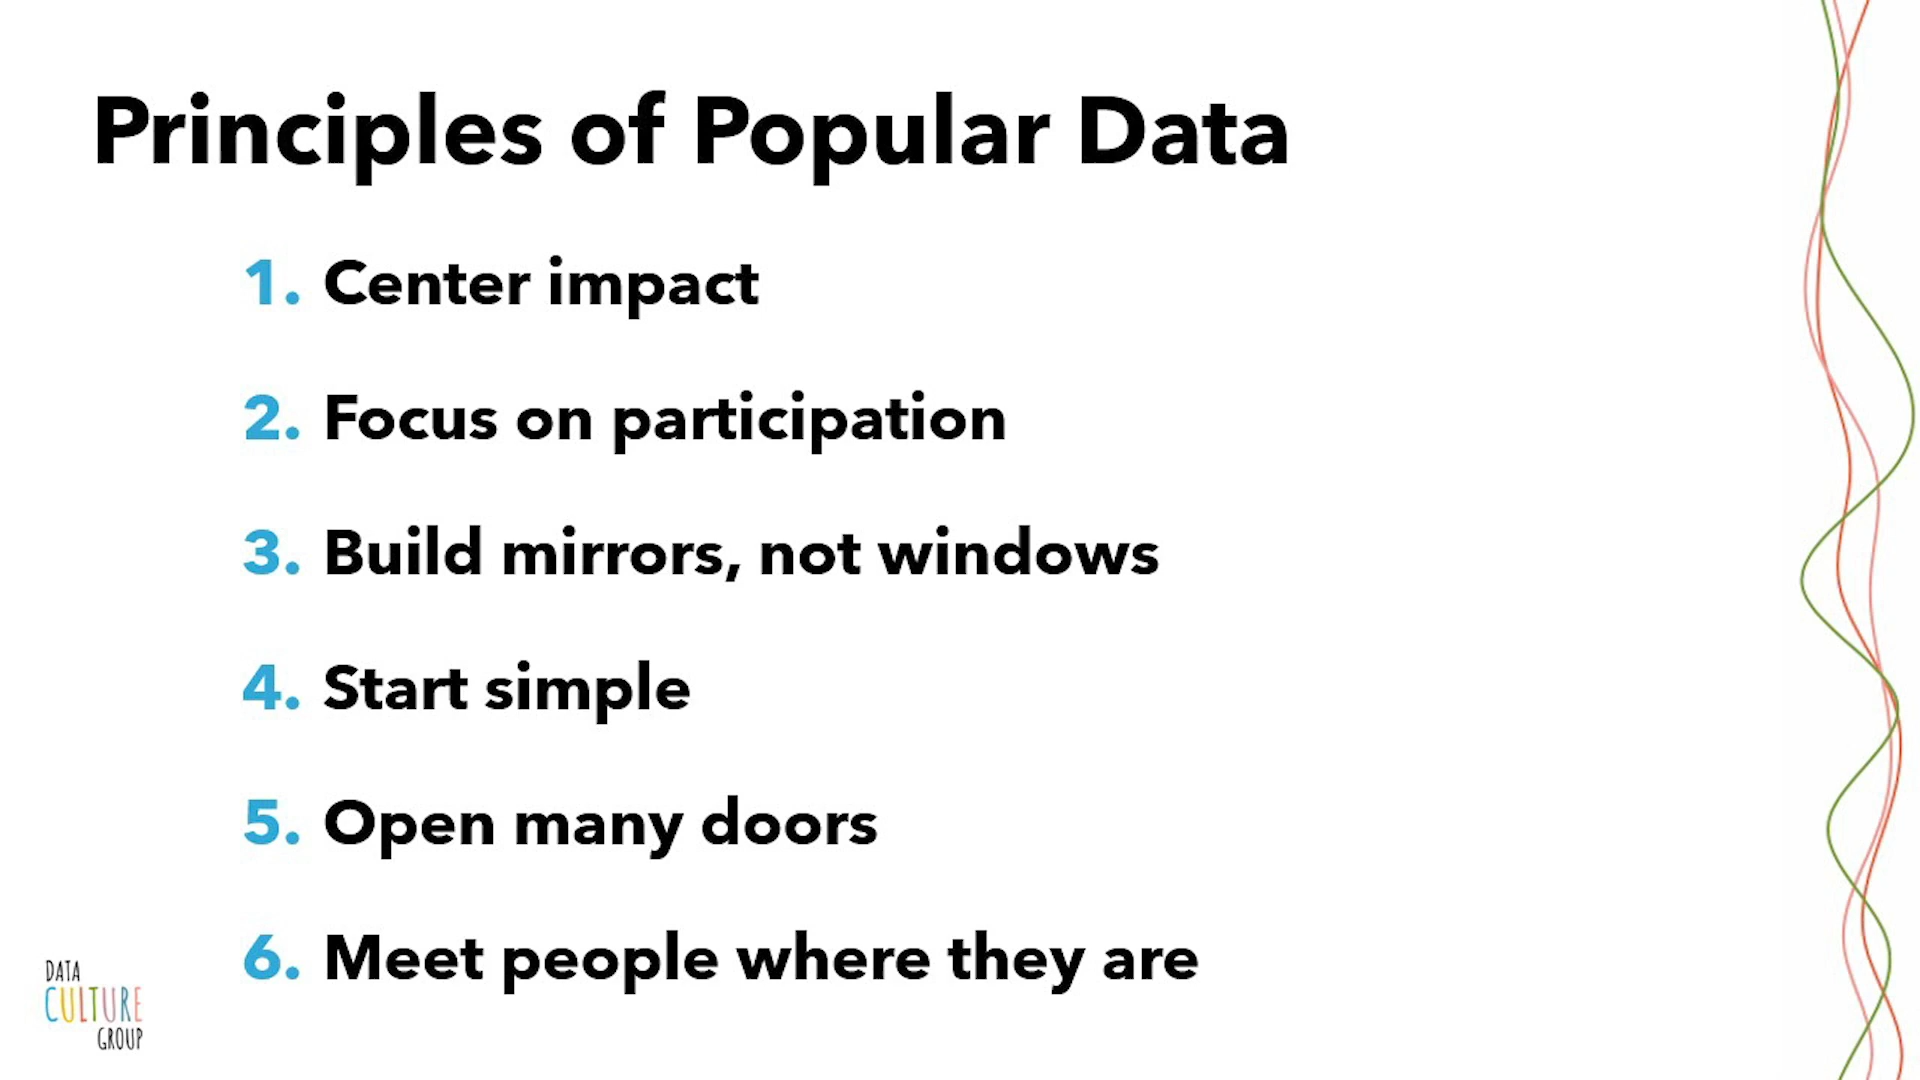 Principles of Popular Data
1. Center impact
2. Focus on participation
3. Build mirrors, not windows
4. Start simple
5. Open many doors
6. Meet people where they are
DATA
CULTURE
GROUP